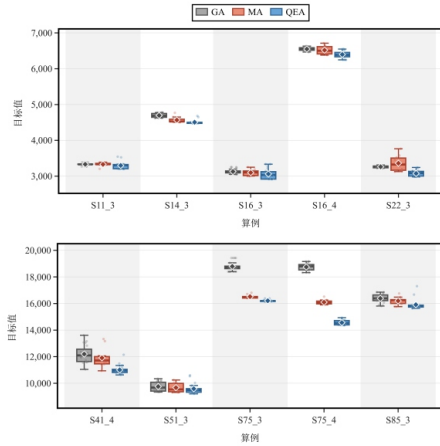 GA MA QEA
7,000
6,000
5,000
4,000
3,000
目标值
S11_3 S14_3 S16_3 S16_4 S22_3
算例
20,000
18,000
16,000
14,000
12,000
10,000
目标值
S41_4 S51_3 S75_3 S75_4 S85_3
算例